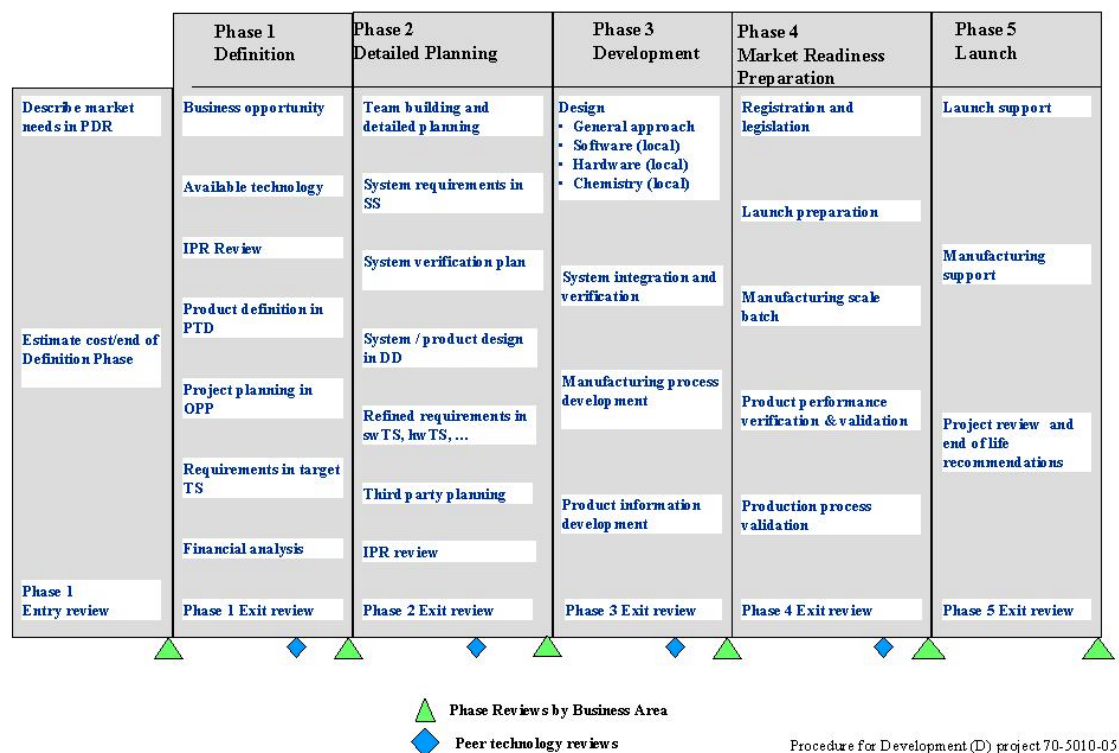 Phase 1
Definition
Phase 2
Detailed Planning
Phase 3
Development
Phase 4
Market Readiness
Preparation
Phase 5
Launch
Describe market
needs in PDR
Estimate cost/end of
Definition Phase
Phase 1
Entry review
Business opportunity
Available technology
IPR Review
Product definition in
PTD
Project planning in
OPP
Requirements in target
TS
Financial analysis
Phase 1 Exit review
Team building and
detailed planning
System requirements in
SS
System verification plan
System / product design
in DD
Refined requirements in
swTS, hwTS, ...
Third party planning
IPR review
Phase 2 Exit review
Design
• General approach
• Software (local)
• Hardware (local)
• Chemistry (local)
System integration and
verification
Manufacturing process
development
Product information
development
Phase 3 Exit review
Registration and
legislation
Launch preparation
Manufacturing scale
batch
Product performance
verification & validation
Production process
validation
Phase 4 Exit review
Launch support
Manufacturing
support
Project review and
end of life
recommendations
Phase 5 Exit review
Phase Reviews by Business Area
Peer technology reviews
Procedure for Development (D) project 70-5010-05